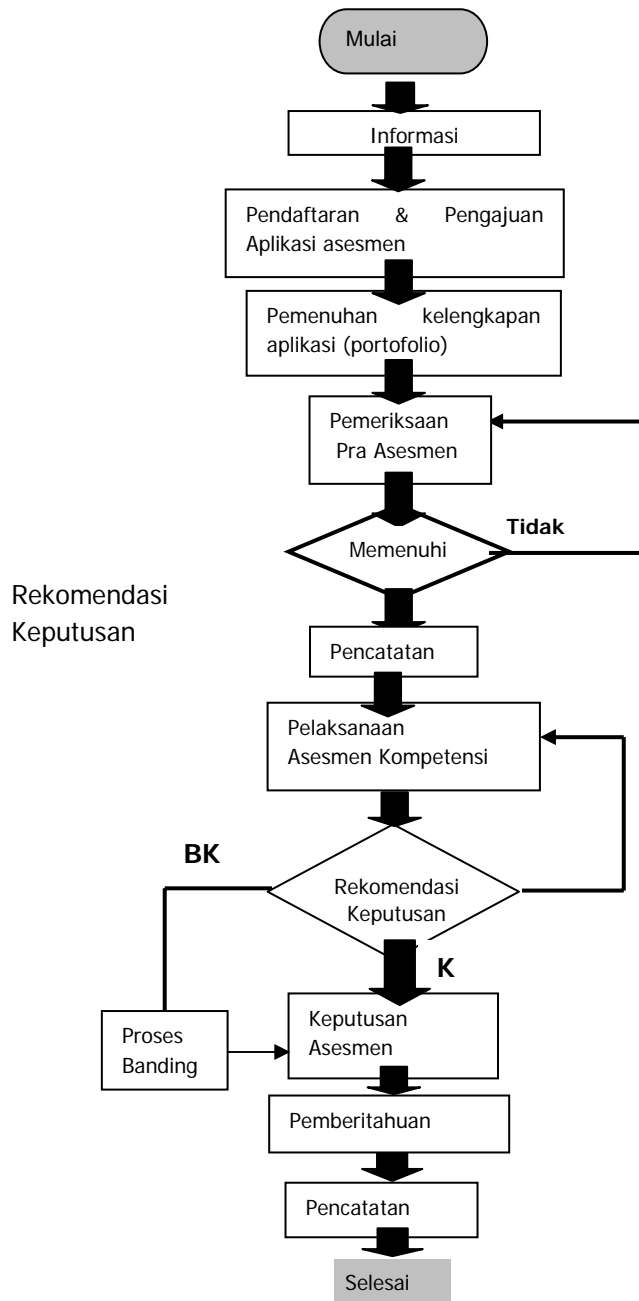 Mulai
Informasi
Pendaftaran & Pengajuan
Aplikasi asesmen
Pemenuhan kelengkapan
aplikasi (portofolio)
Pemeriksaan
Pra Asesmen
Memenuhi
Tidak
Rekomendasi
Keputusan
Pencatatan
Pelaksanaan
Asesmen Kompetensi
BK
Rekomendasi
Keputusan
K
Keputusan
Asesmen
Proses
Banding
Pemberitahuan
Pencatatan
Selesai